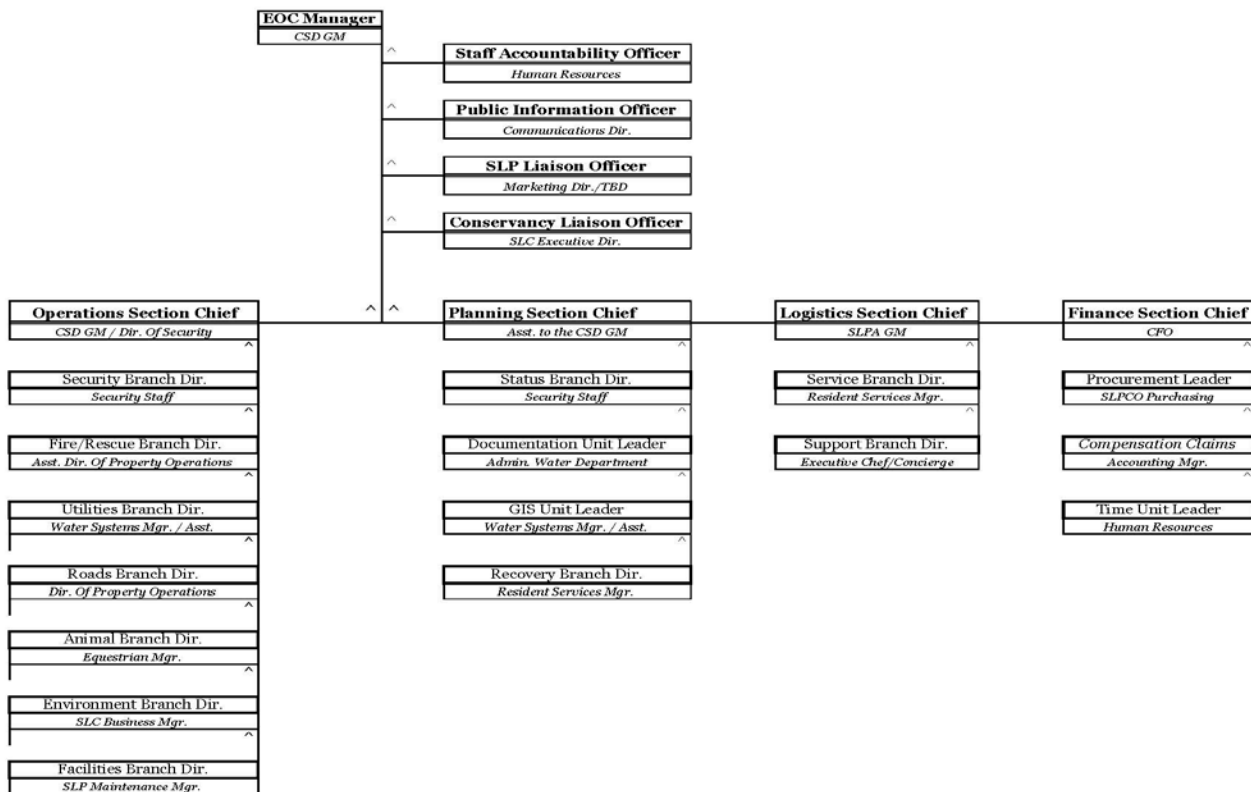 EOC Manager
CSD GM
Staff Accountability Officer
Human Resources
Public Information Officer
Communications Dir.
SLP Liaison Officer
Marketing Dir./TBD
Conservancy Liaison Officer
SLC Executive Dir.
Operations Section Chief
CSD GM / Dir. Of Security
Security Branch Dir.
Security Staff
Fire/Rescue Branch Dir.
Asst. Dir. Of Property Operations
Utilities Branch Dir.
Water Systems Mgr. / Asst.
Roads Branch Dir.
Dir. Of Property Operations
Animal Branch Dir.
Equestrian Mgr.
Environment Branch Dir.
SLC Business Mgr.
Facilities Branch Dir.
SLP Maintenance Mgr.
Planning Section Chief
Asst. to the CSD GM
Status Branch Dir.
Security Staff
Documentation Unit Leader
Admin. Water Department
GIS Unit Leader
Water Systems Mgr. / Asst.
Recovery Branch Dir.
Resident Services Mgr.
Logistics Section Chief
SLPA GM
Service Branch Dir.
Resident Services Mgr.
Support Branch Dir.
Executive Chef/Concierge
Finance Section Chief
CFO
Procurement Leader
SLPCO Purchasing
Compensation Claims
Accounting Mgr.
Time Unit Leader
Human Resources